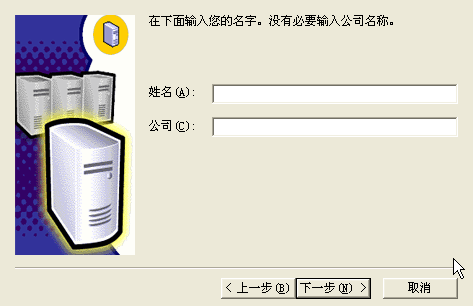 在下面输入您的名字。没有必要输入公司名称。
姓名(A):
公司(C):
< 上一步(B) 下一步(N) > 取消